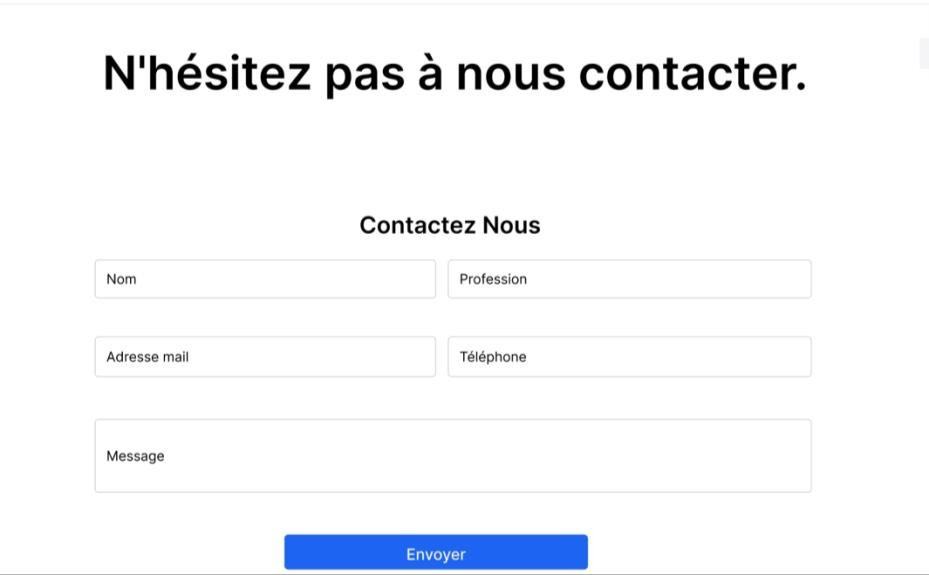 N'hésitez pas à nous contacter.
Contactez Nous
Nom
Profession
Adresse mail
Téléphone
Message
Envoyer